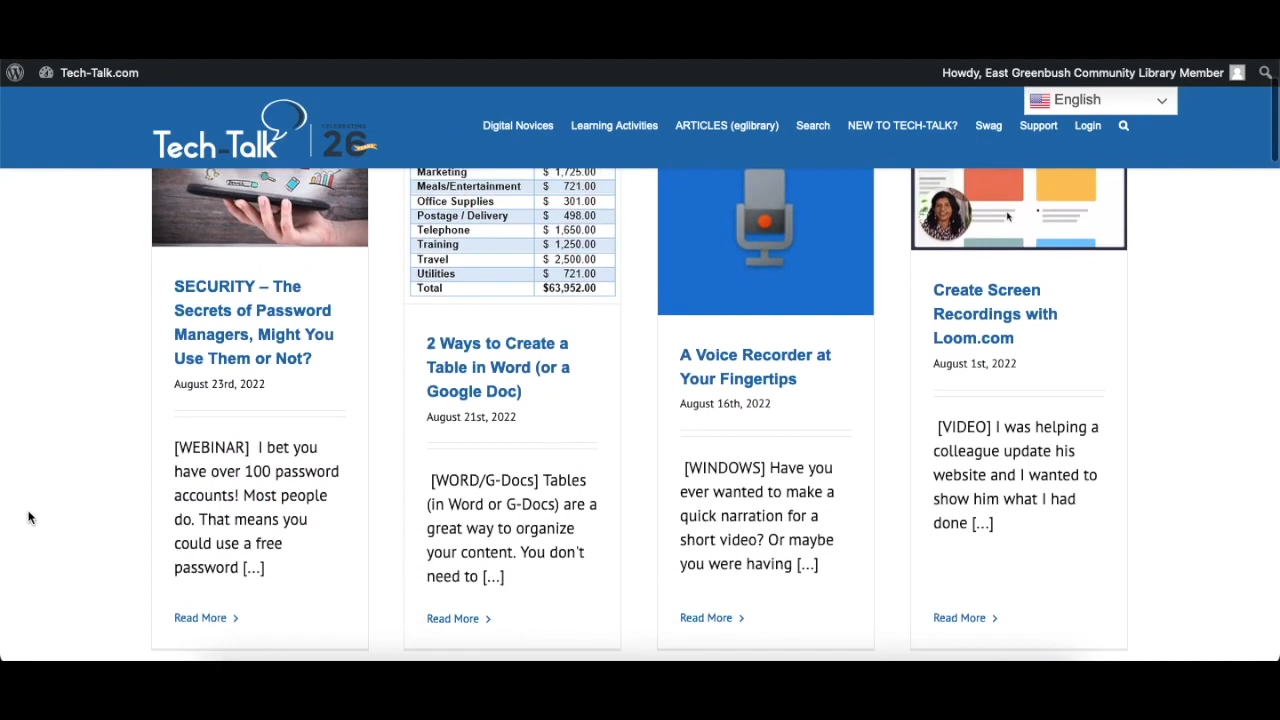 Tech-Talk.com
Howdy, East Greenbush Community Library Member
English
Tech-Talk
CELEBRATING
26
Digital Novices
Learning Activities
ARTICLES (eglibrary)
Search
NEW TO TECH-TALK?
Swag
Support
Login
SECURITY – The
Secrets of Password
Managers, Might You
Use Them or Not?
August 23rd, 2022
[WEBINAR]  I bet you
have over 100 password
accounts! Most people
do. That means you
could use a free
password [...]
Read More
Marketing $ 1,725.00
Meals/Entertainment $ 721.00
Office Supplies $ 301.00
Postage / Delivery $ 498.00
Telephone $ 1,650.00
Training $ 1,250.00
Travel $ 2,500.00
Utilities $ 721.00
Total $63,952.00
2 Ways to Create a
Table in Word (or a
Google Doc)
August 21st, 2022
[WORD/G-Docs] Tables
(in Word or G-Docs) are a
great way to organize
your content. You don't
need to [...]
Read More
A Voice Recorder at
Your Fingertips
August 16th, 2022
[WINDOWS] Have you
ever wanted to make a
quick narration for a
short video? Or maybe
you were having [...]
Read More
Create Screen
Recordings with
Loom.com
August 1st, 2022
[VIDEO] I was helping a
colleague update his
website and I wanted to
show him what I had
done [...]
Read More